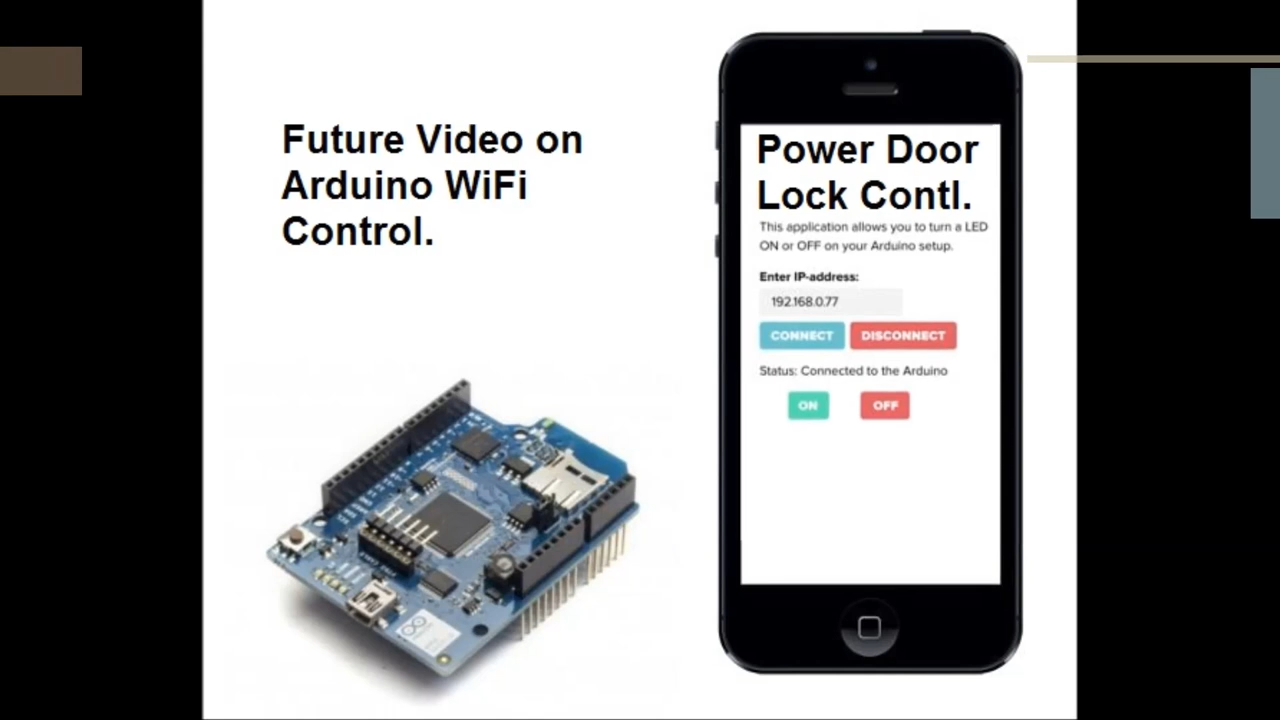 Future Video on
Arduino WiFi
Control.
Power Door
Lock Contl.
This application allows you to turn a LED
ON or OFF on your Arduino setup.
Enter IP-address:
192.168.0.77
CONNECT DISCONNECT
Status: Connected to the Arduino
ON OFF